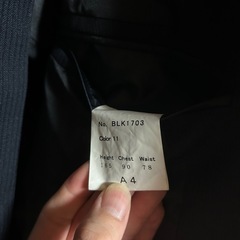 No. BLK1703
Color 11
Height Chest Waist
165 90 78
A4